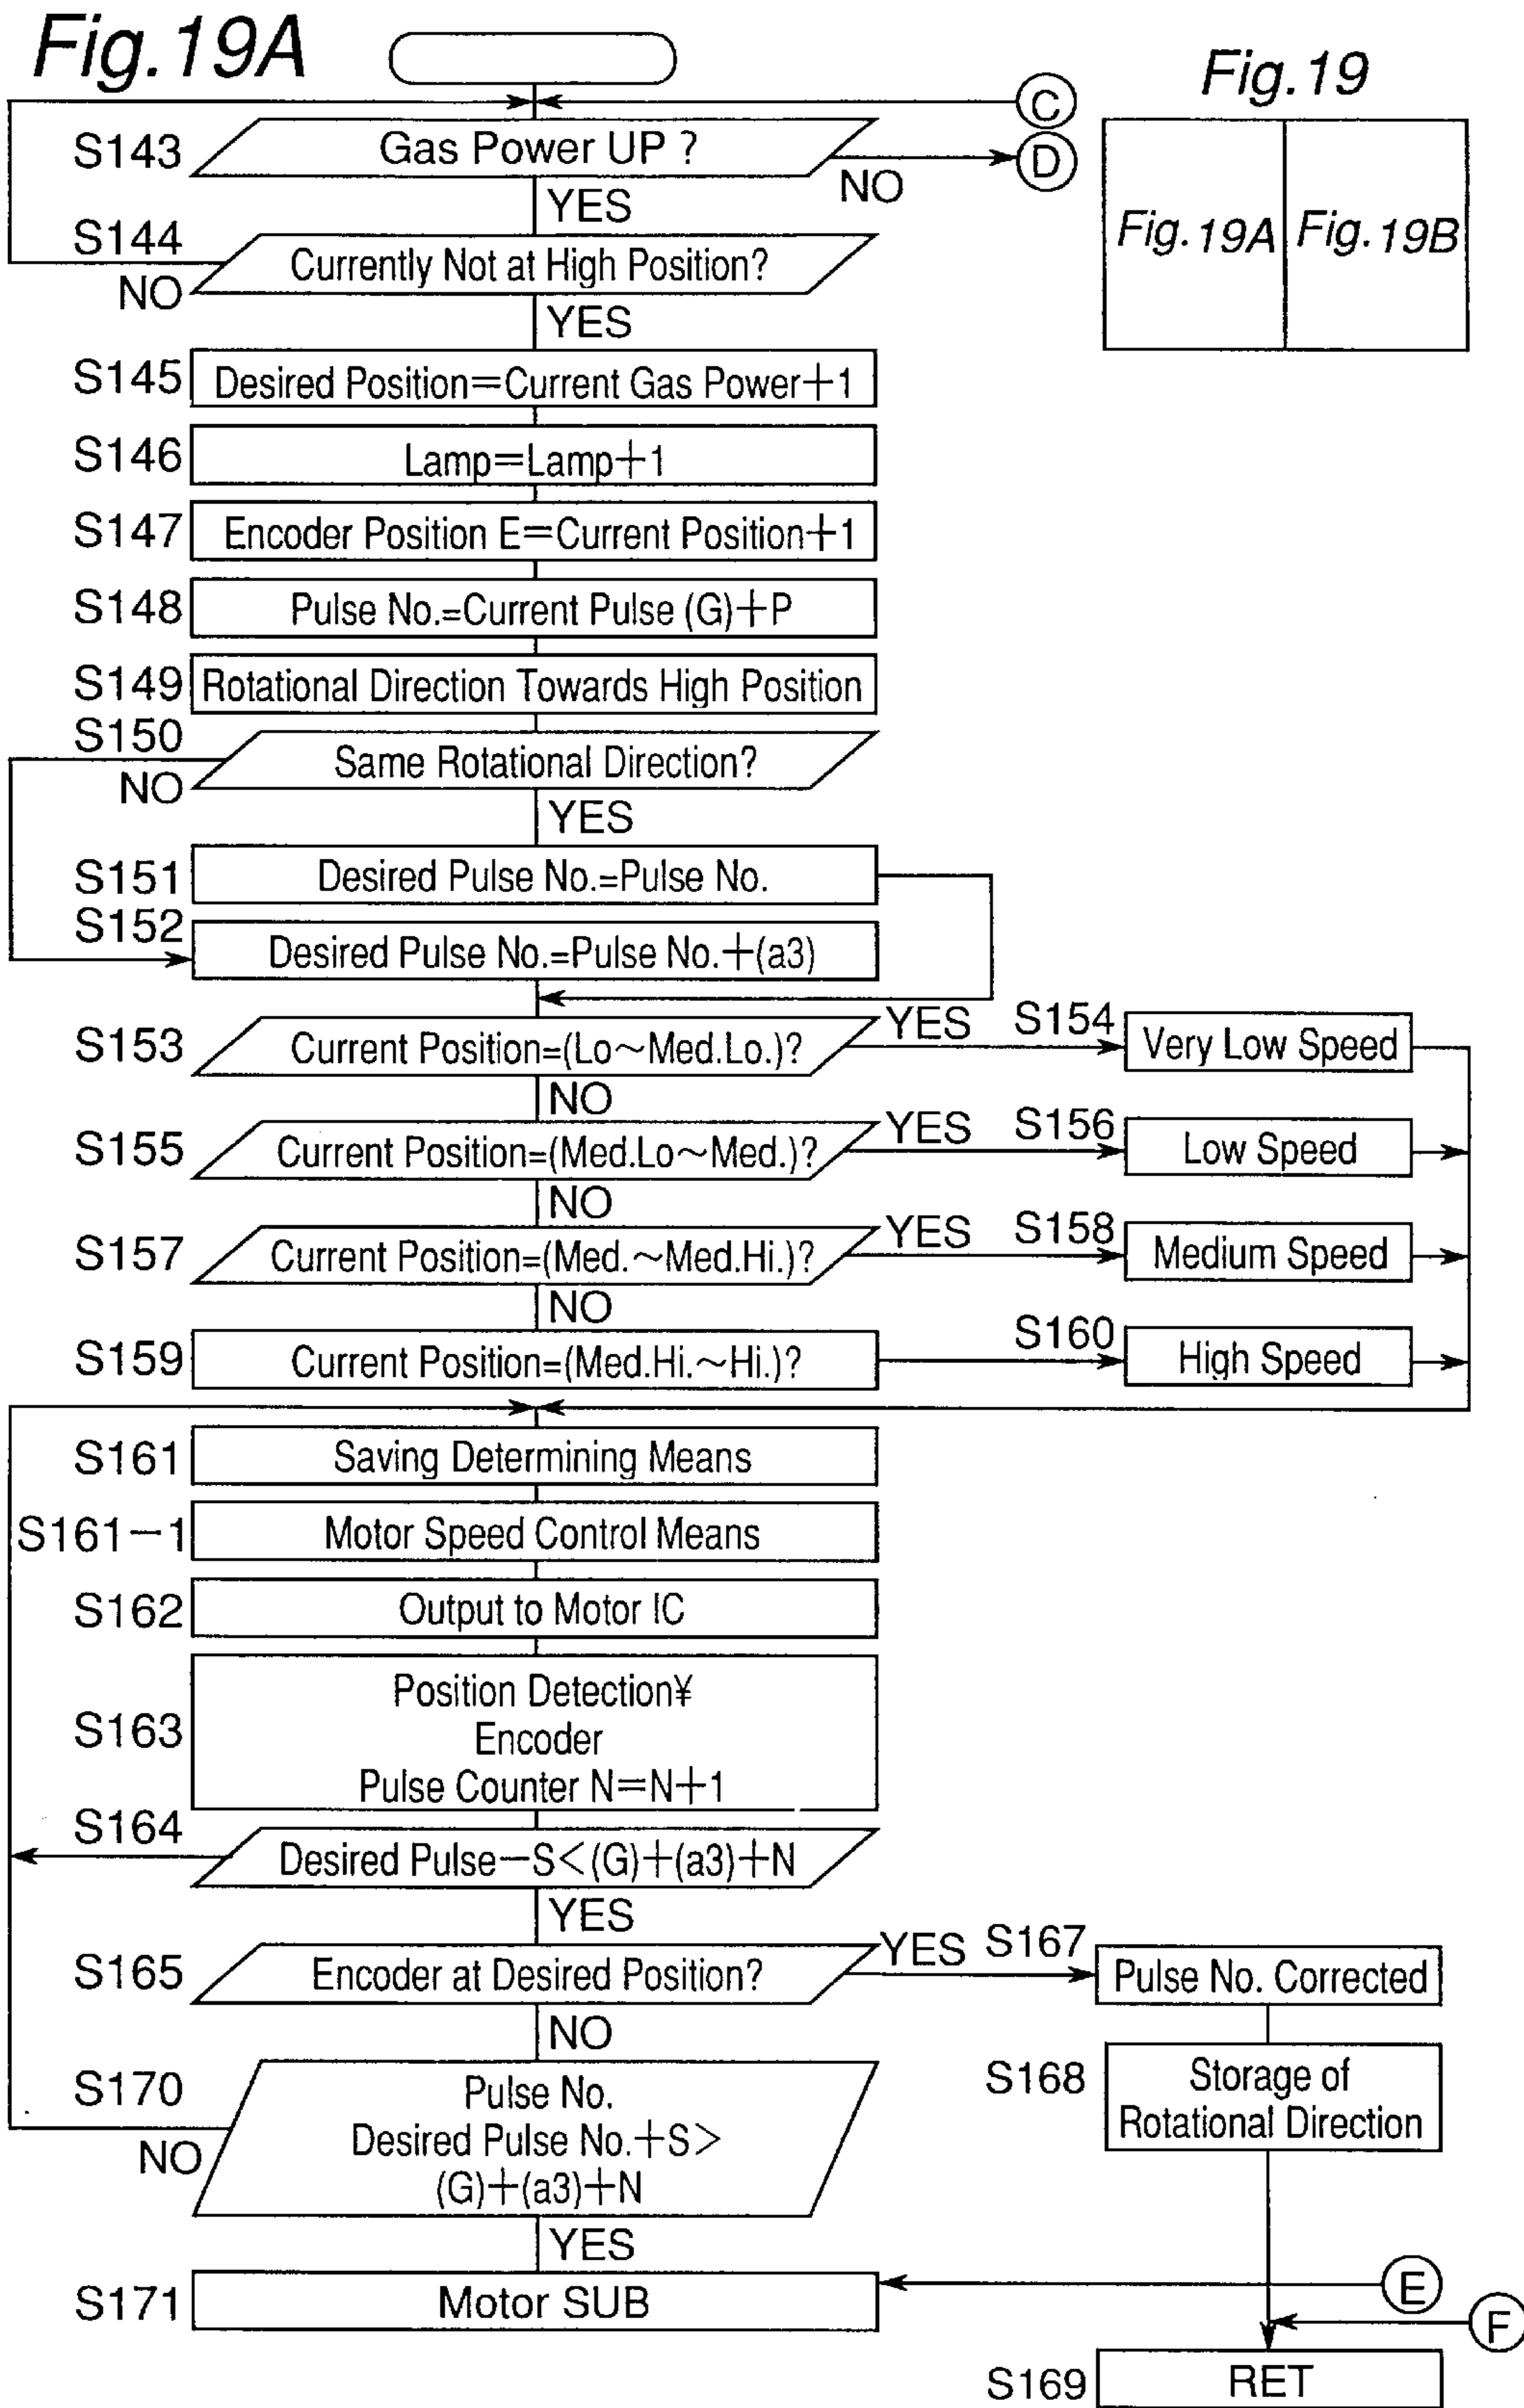 Fig.19A
Fig.19
C
S143
Gas Power UP ?
D
NO
YES
Fig.19A
Fig.19B
S144
Currently Not at High Position?
NO
YES
S145
Desired Position=Current Gas Power+1
S146
Lamp=Lamp+1
S147
Encoder Position E=Current Position+1
S148
Pulse No.=Current Pulse (G)+P
S149
Rotational Direction Towards High Position
S150
Same Rotational Direction?
NO
YES
S151
Desired Pulse No.=Pulse No.
S152
Desired Pulse No.=Pulse No.+(a3)
S153
Current Position=(Lo~Med.Lo.)?
YES
S154
Very Low Speed
NO
S155
Current Position=(Med.Lo~Med.)?
YES
S156
Low Speed
NO
S157
Current Position=(Med.~Med.Hi.)?
YES
S158
Medium Speed
NO
S159
Current Position=(Med.Hi.~Hi.)?
S160
High Speed
S161
Saving Determining Means
S161-1
Motor Speed Control Means
S162
Output to Motor IC
S163
Position Detection¥
Encoder
Pulse Counter N=N+1
S164
Desired Pulse-S<(G)+(a3)+N
YES
S165
Encoder at Desired Position?
YES
S167
Pulse No. Corrected
NO
S170
Pulse No.
Desired Pulse No.+S>
(G)+(a3)+N
NO
S168
Storage of
Rotational Direction
YES
S171
Motor SUB
E
F
S169
RET